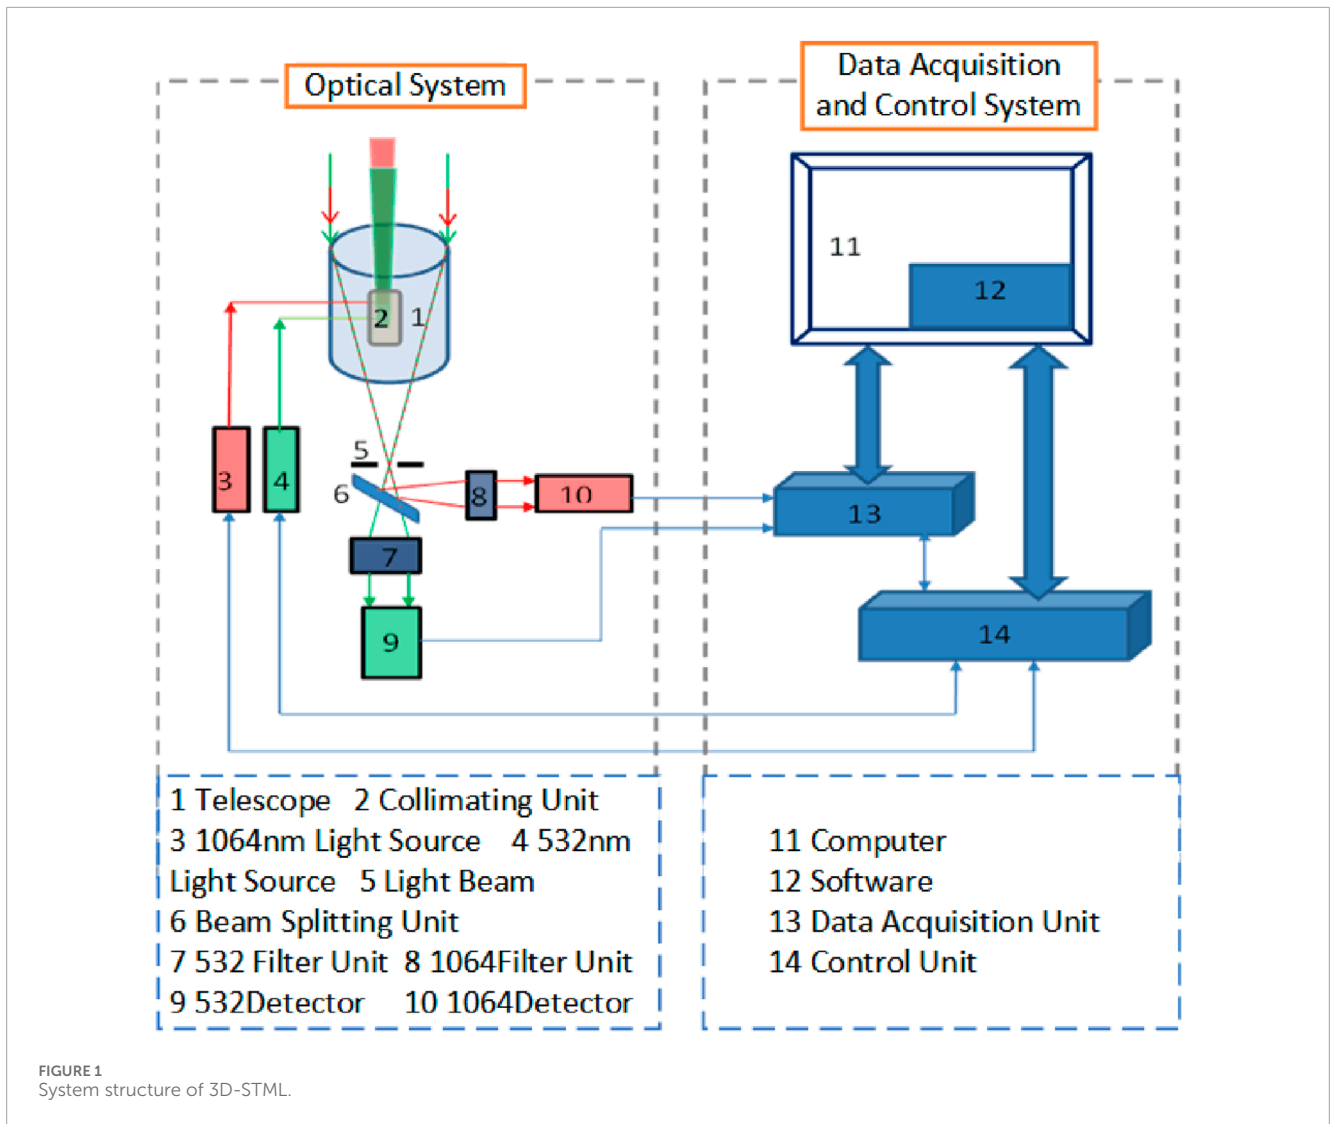 Optical System
Data Acquisition
and Control System
11
12
2
1
5
3
4
6
8
10
13
7
9
14
1 Telescope 2 Collimating Unit
3 1064nm Light Source 4 532nm
Light Source 5 Light Beam
6 Beam Splitting Unit
7 532 Filter Unit 8 1064Filter Unit
9 532Detector 10 1064Detector
11 Computer
12 Software
13 Data Acquisition Unit
14 Control Unit
FIGURE 1
System structure of 3D-STML.